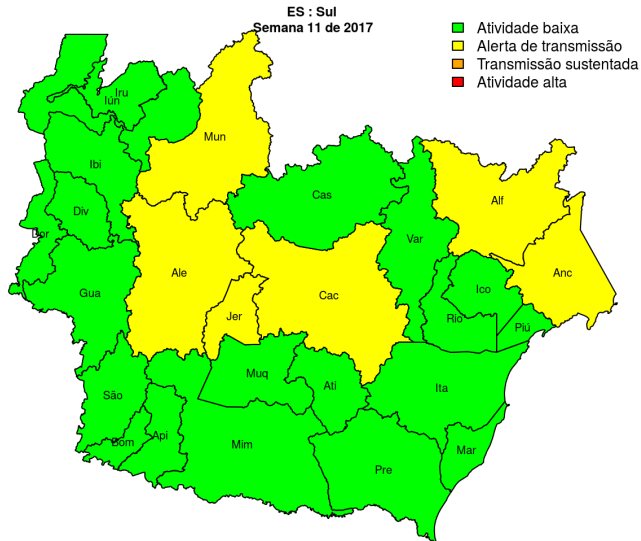 ES : Sul
Semana 11 de 2017
Atividade baixa
Alerta de transmissão
Transmissão sustentada
Atividade alta
Iru
Iún
Mun
Ibi
Cas
Alf
Div
Dor
Var
Ale
Anc
Gua
Cac
Ico
Jer
Rio
Piú
Muq
Ati
Ita
São
Bom
Api
Mim
Mar
Pre